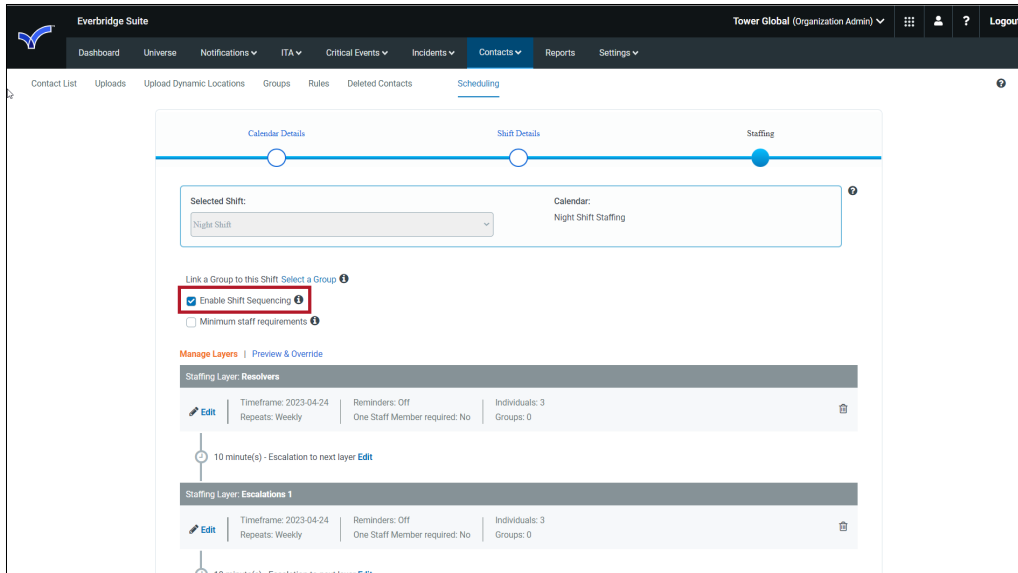 Everbridge Suite
Tower Global (Organization Admin)
?
Logou
Dashboard Universe Notifications ITA Critical Events Incidents Contacts Reports Settings
Contact List Uploads Upload Dynamic Locations Groups Rules Deleted Contacts Scheduling
?
Calendar Details Shift Details Staffing
?
Selected Shift: Calendar:
Night Shift Night Shift Staffing
Link a Group to this Shift Select a Group i
Enable Shift Sequencing i
Minimum staff requirements i
Manage Layers | Preview & Override
Staffing Layer: Resolvers
Edit Timeframe: 2023-04-24 Reminders: Off Individuals: 3
Repeats: Weekly One Staff Member required: No Groups: 0
10 minute(s) - Escalation to next layer Edit
Staffing Layer: Escalations 1
Edit Timeframe: 2023-04-24 Reminders: Off Individuals: 3
Repeats: Weekly One Staff Member required: No Groups: 0